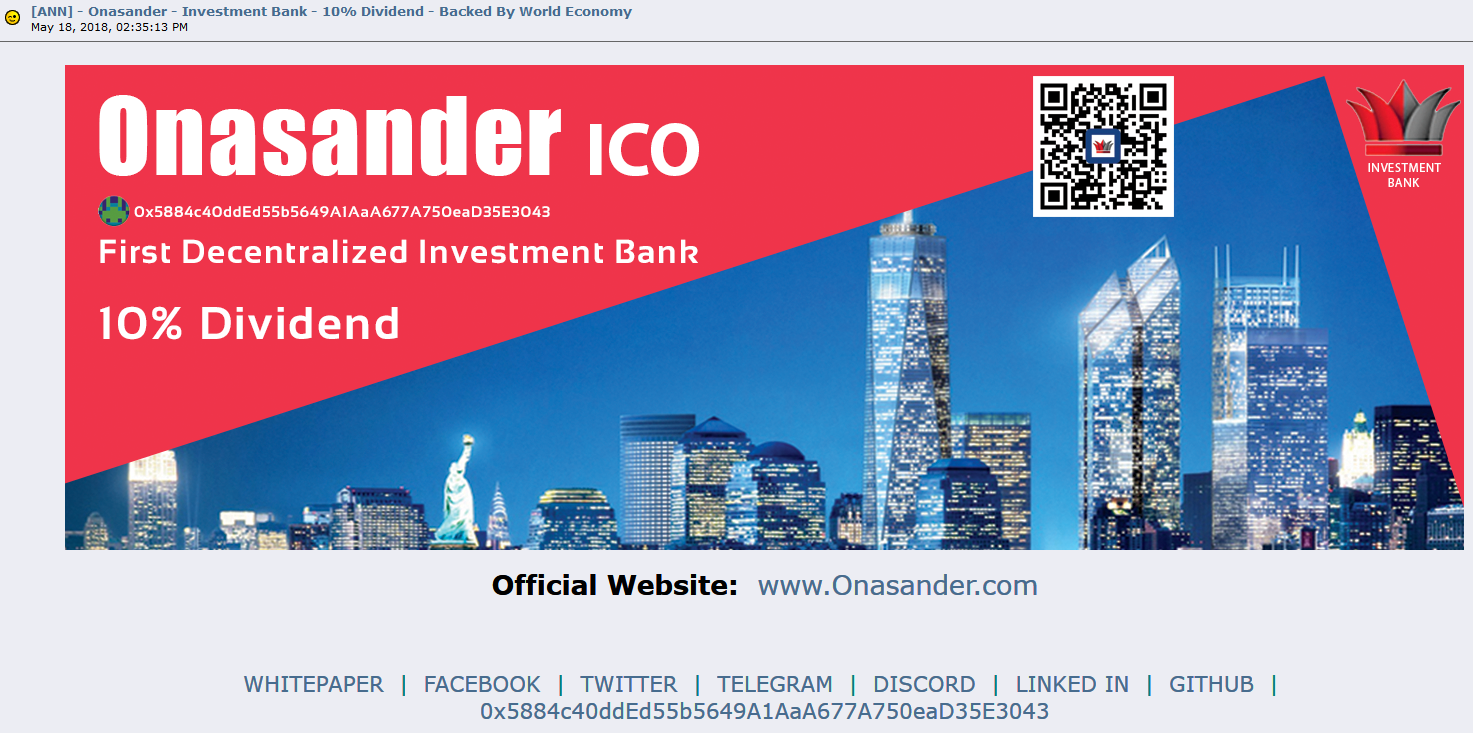 [ANN] - Onasander - Investment Bank - 10% Dividend - Backed By World Economy
May 18, 2018, 02:35:13 PM
Onasander ICO
0x5884c40ddEd55b5649A1AaA677A750eaD35E3043
First Decentralized Investment Bank
10% Dividend
INVESTMENT
BANK
Official Website: www.Onasander.com
WHITEPAPER | FACEBOOK | TWITTER | TELEGRAM | DISCORD | LINKED IN | GITHUB |
0x5884c40ddEd55b5649A1AaA677A750eaD35E3043